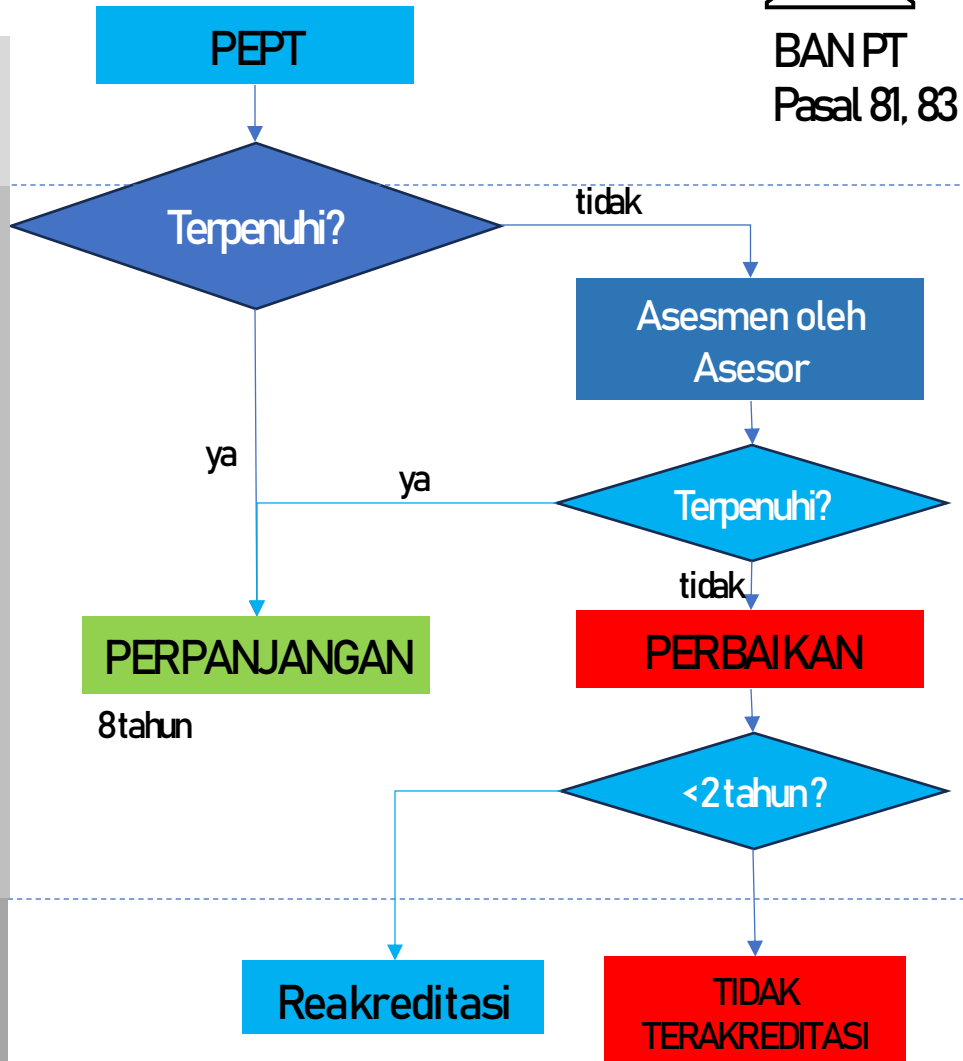 PEPT
BAN PT
Pasal 81, 83
Terpenuhi?
tidak
Asesmen oleh
Asesor
ya
ya
Terpenuhi?
tidak
PERPANJANGAN
PERBAIKAN
8 tahun
<2 tahun?
Reakreditasi
TIDAK
TERAKREDITASI